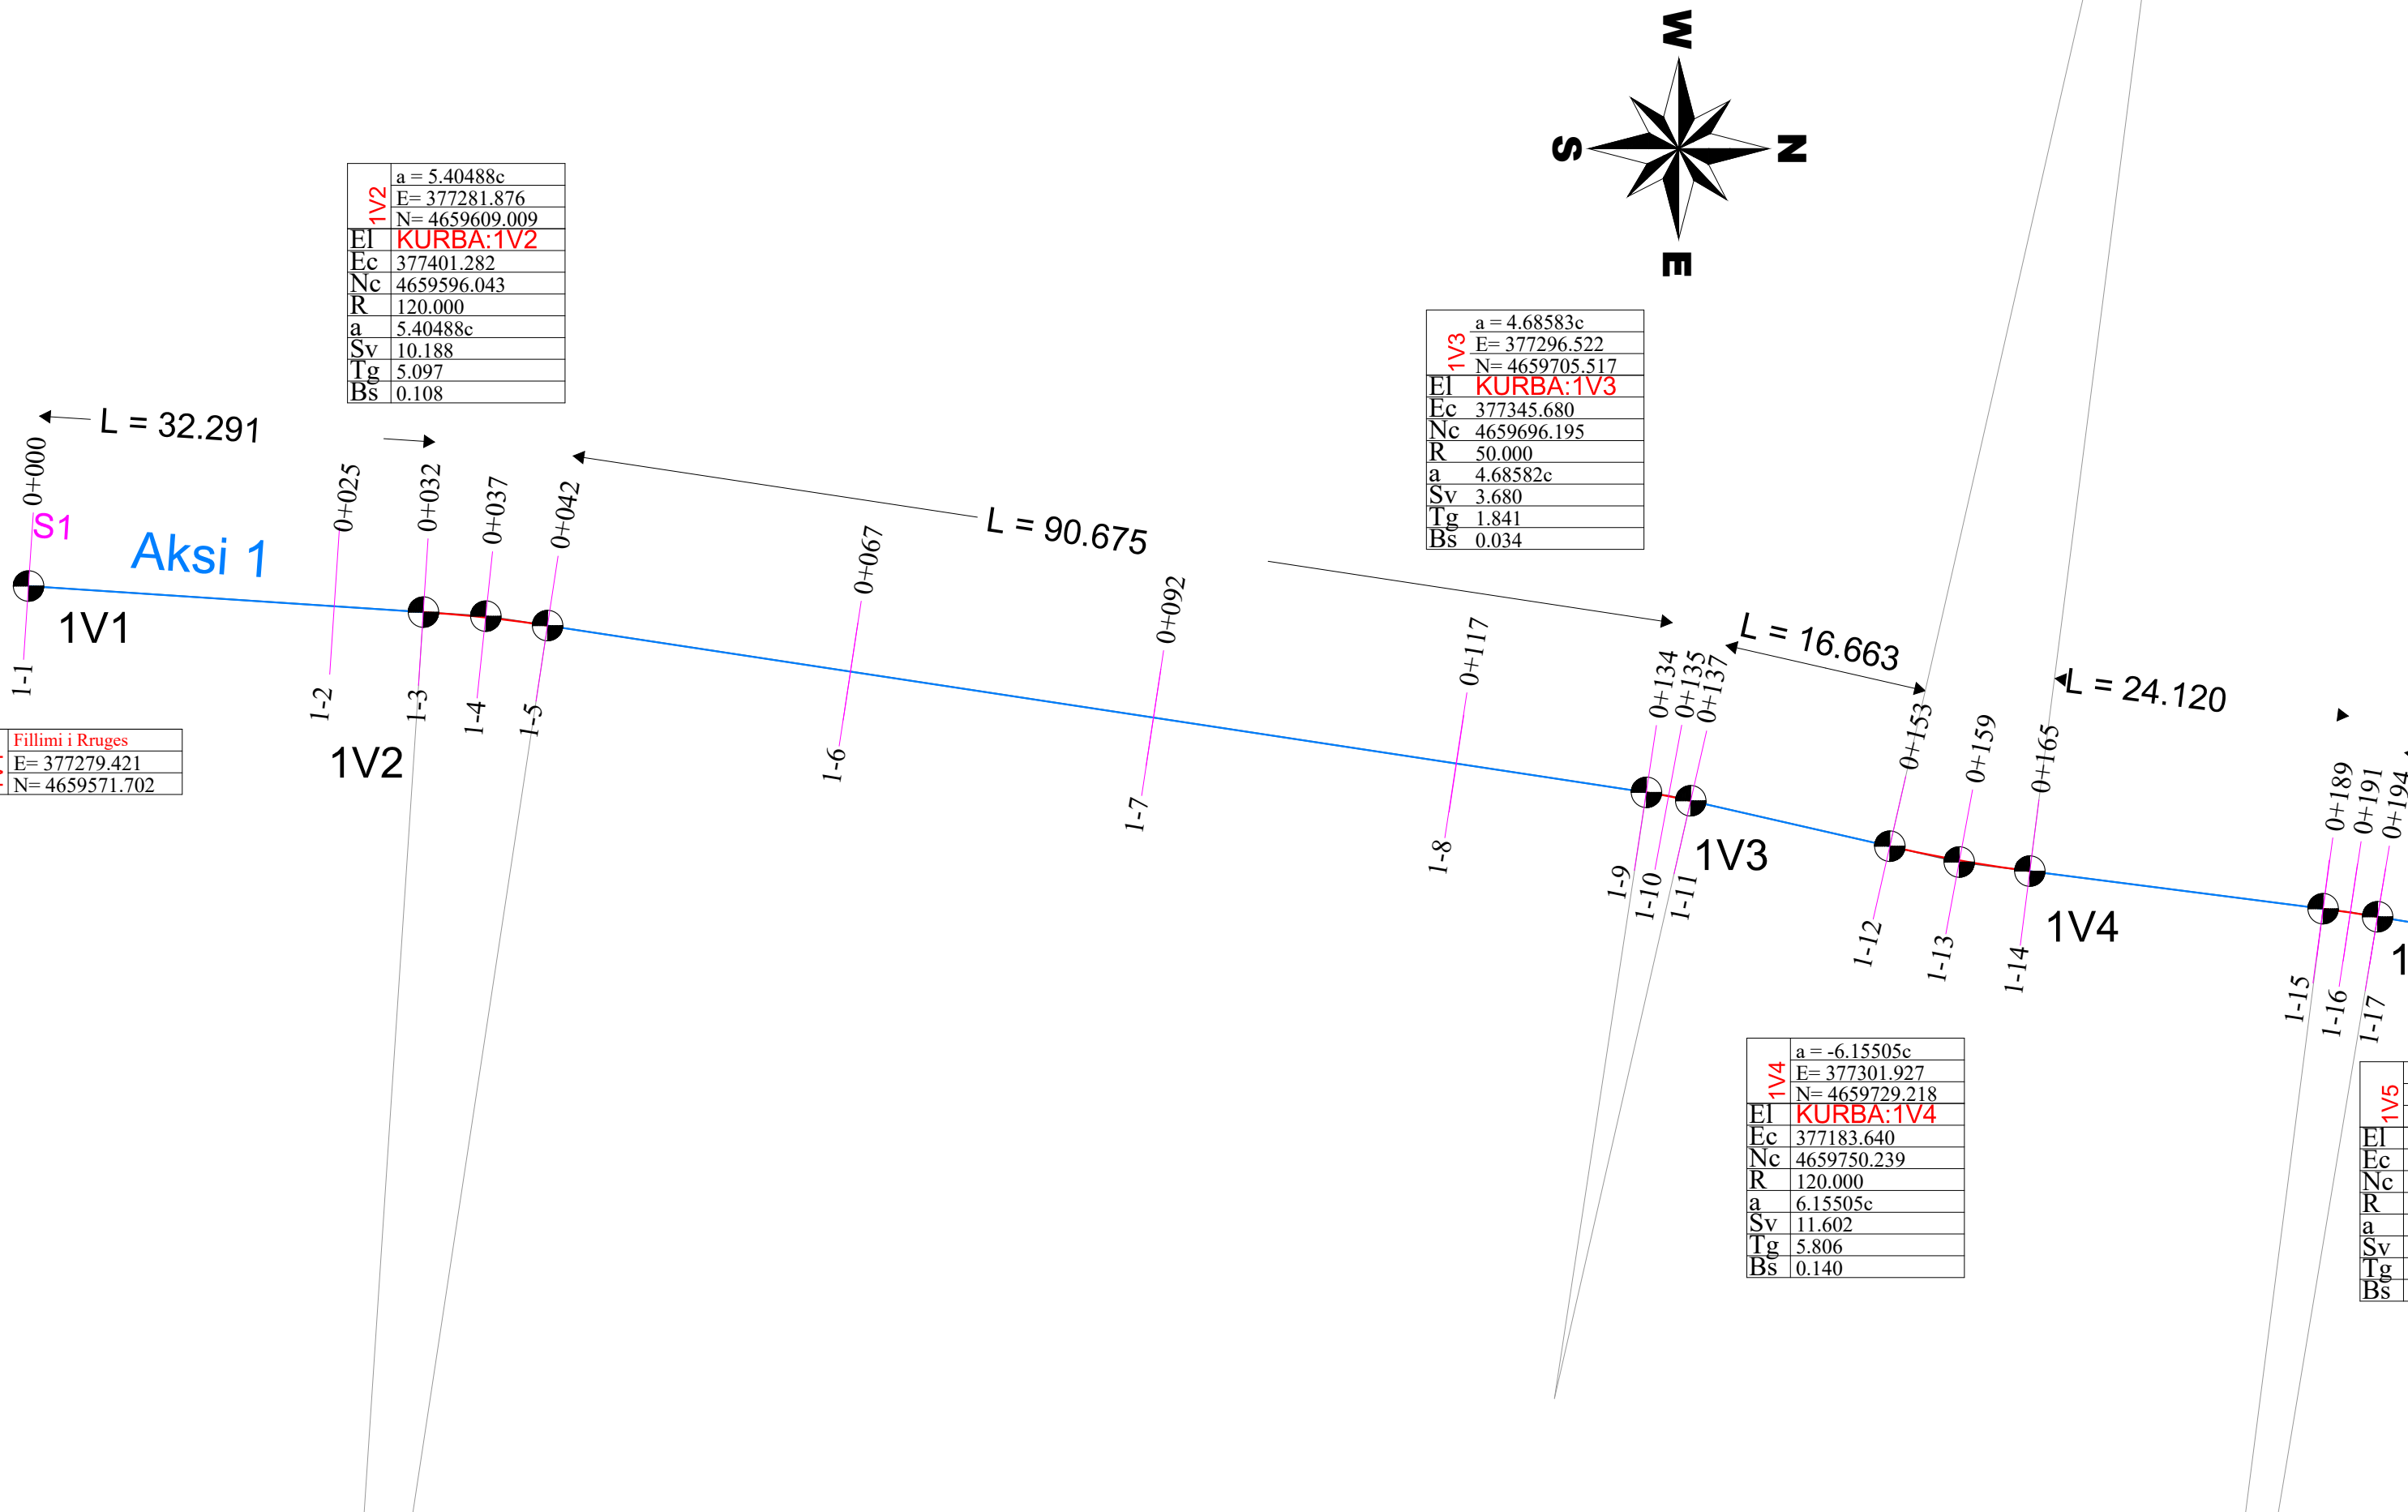 W
S
N
E
1V2
a = 5.40488c
E= 377281.876
N= 4659609.009
El KURBA:1V2
Ec 377401.282
Nc 4659596.043
R 120.000
a 5.40488c
Sv 10.188
Tg 5.097
Bs 0.108
1V3
a = 4.68583c
E= 377296.522
N= 4659705.517
El KURBA:1V3
Ec 377345.680
Nc 4659696.195
R 50.000
a 4.68582c
Sv 3.680
Tg 1.841
Bs 0.034
L = 32.291
L = 90.675
L = 16.663
L = 24.120
0+000
0+025
0+032
0+037
0+042
0+067
0+092
0+117
0+134
0+135
0+137
0+153
0+159
0+165
0+189
0+191
0+194
S1
Aksi 1
1V1
1V2
1V3
1V4
1-1
1-2
1-3
1-4
1-5
1-6
1-7
1-8
1-9
1-10
1-11
1-12
1-13
1-14
1-15
1-16
1-17
Fillimi i Rruges
E= 377279.421
N= 4659571.702
1V4
a = -6.15505c
E= 377301.927
N= 4659729.218
El KURBA:1V4
Ec 377183.640
Nc 4659750.239
R 120.000
a 6.15505c
Sv 11.602
Tg 5.806
Bs 0.140
1V5
El
Ec
Nc
R
a
Sv
Tg
Bs